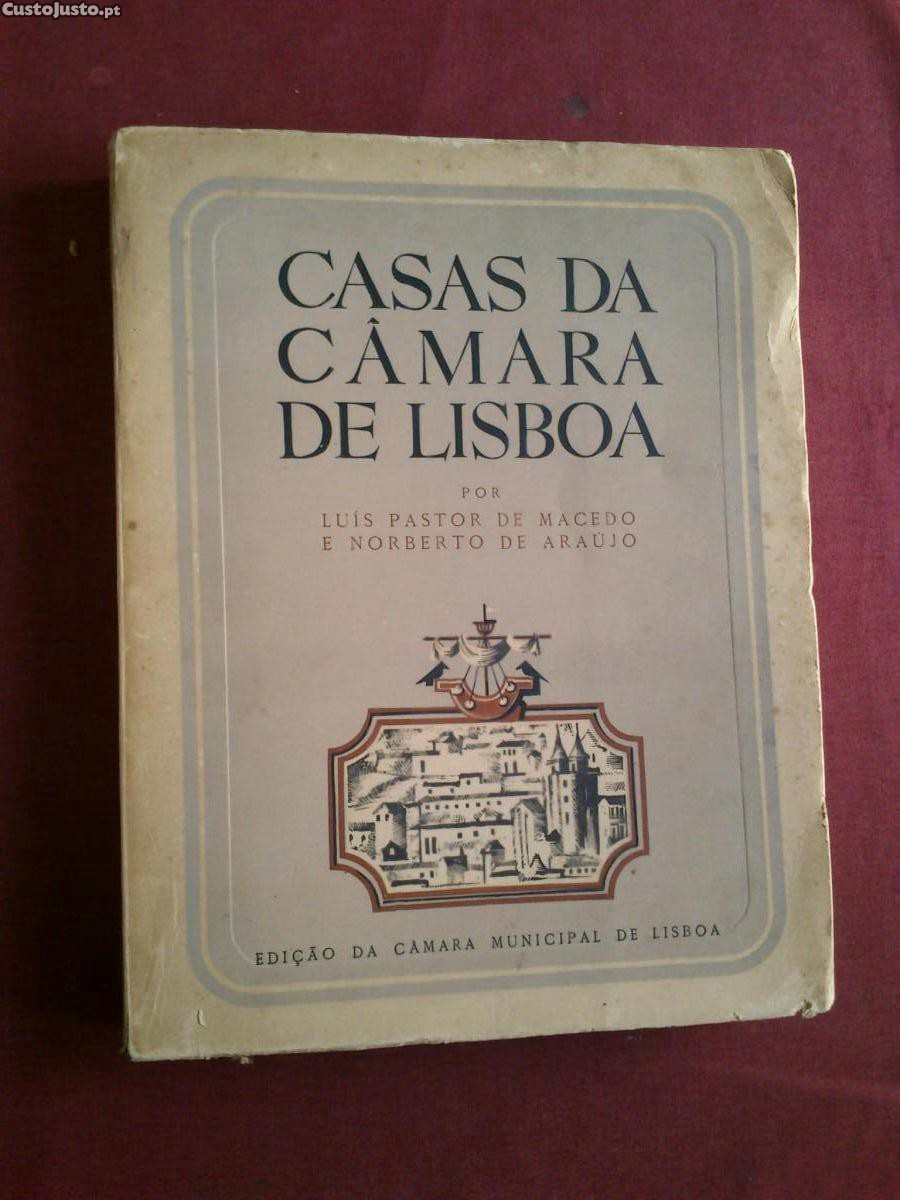 CustoJusto.pt
CASAS DA
CÂMARA
DE LISBOA
POR
LUÍS PASTOR DE MACEDO
E NORBERTO DE ARAÚJO
EDIÇÃO DA CÂMARA MUNICIPAL DE LISBOA